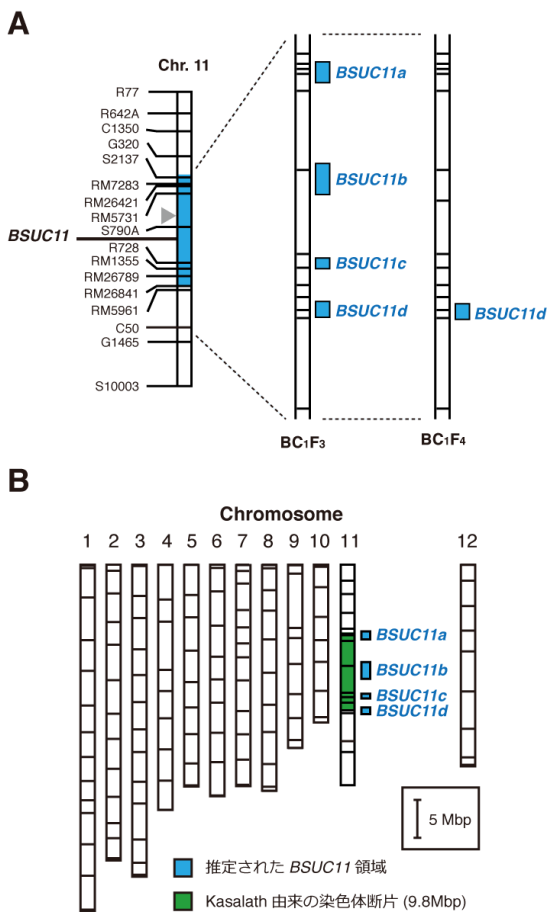 A
Chr. 11
R77
R642A
C1350
G320
S2137
RM7283
RM26421
RM5731
S790A
BSUC11
R728
RM1355
RM26789
RM26841
RM5961
C50
G1465
S10003
BSUC11a
BSUC11b
BSUC11c
BSUC11d
BSUC11d
BC1F3
BC1F4
B
Chromosome
1 2 3 4 5 6 7 8 9 10 11 12
BSUC11a
BSUC11b
BSUC11c
BSUC11d
5 Mbp
推定された BSUC11 領域
Kasalath 由来の染色体断片 (9.8Mbp)